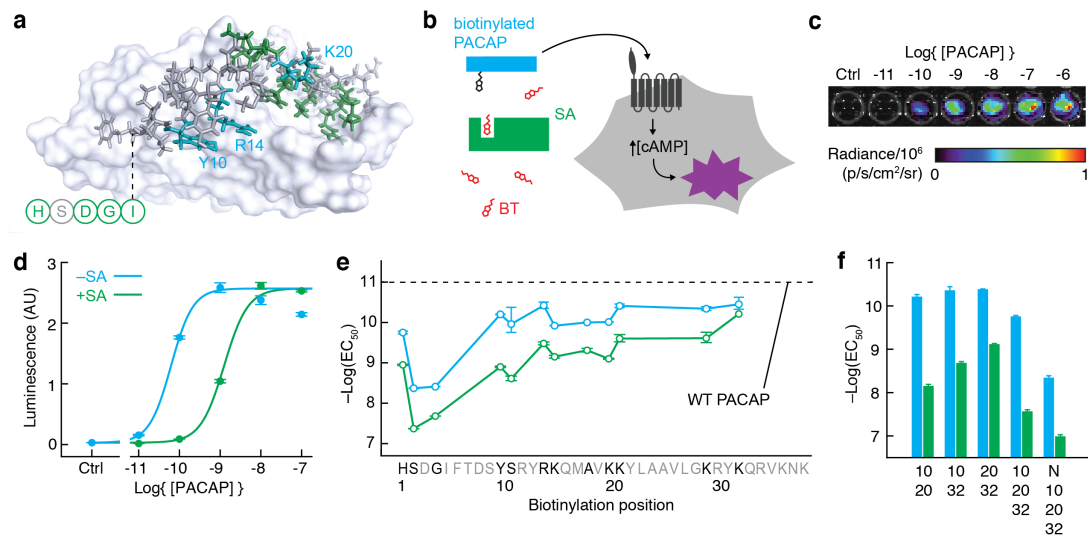 a
K20
R14
Y10
H S D G I
b
biotinylated
PACAP
SA
BT
↑[cAMP]
c
Log{ [PACAP] }
Ctrl -11 -10 -9 -8 -7 -6
Radiance/10⁶
(p/s/cm²/sr)
0 1
d
–SA
+SA
Luminescence (AU)
3
2
1
0
Ctrl -11 -10 -9 -8 -7
Log{ [PACAP] }
e
–Log(EC₅₀)
11
10
9
8
7
WT PACAP
HSDGIFTDSYSRYRKQMAVKKYLAAVLGKRYKQRVKNK
1 10 20 30
Biotinylation position
f
–Log(EC₅₀)
11
10
9
8
7
10 10 20 10 N
20 32 32 20 10
32 20
32